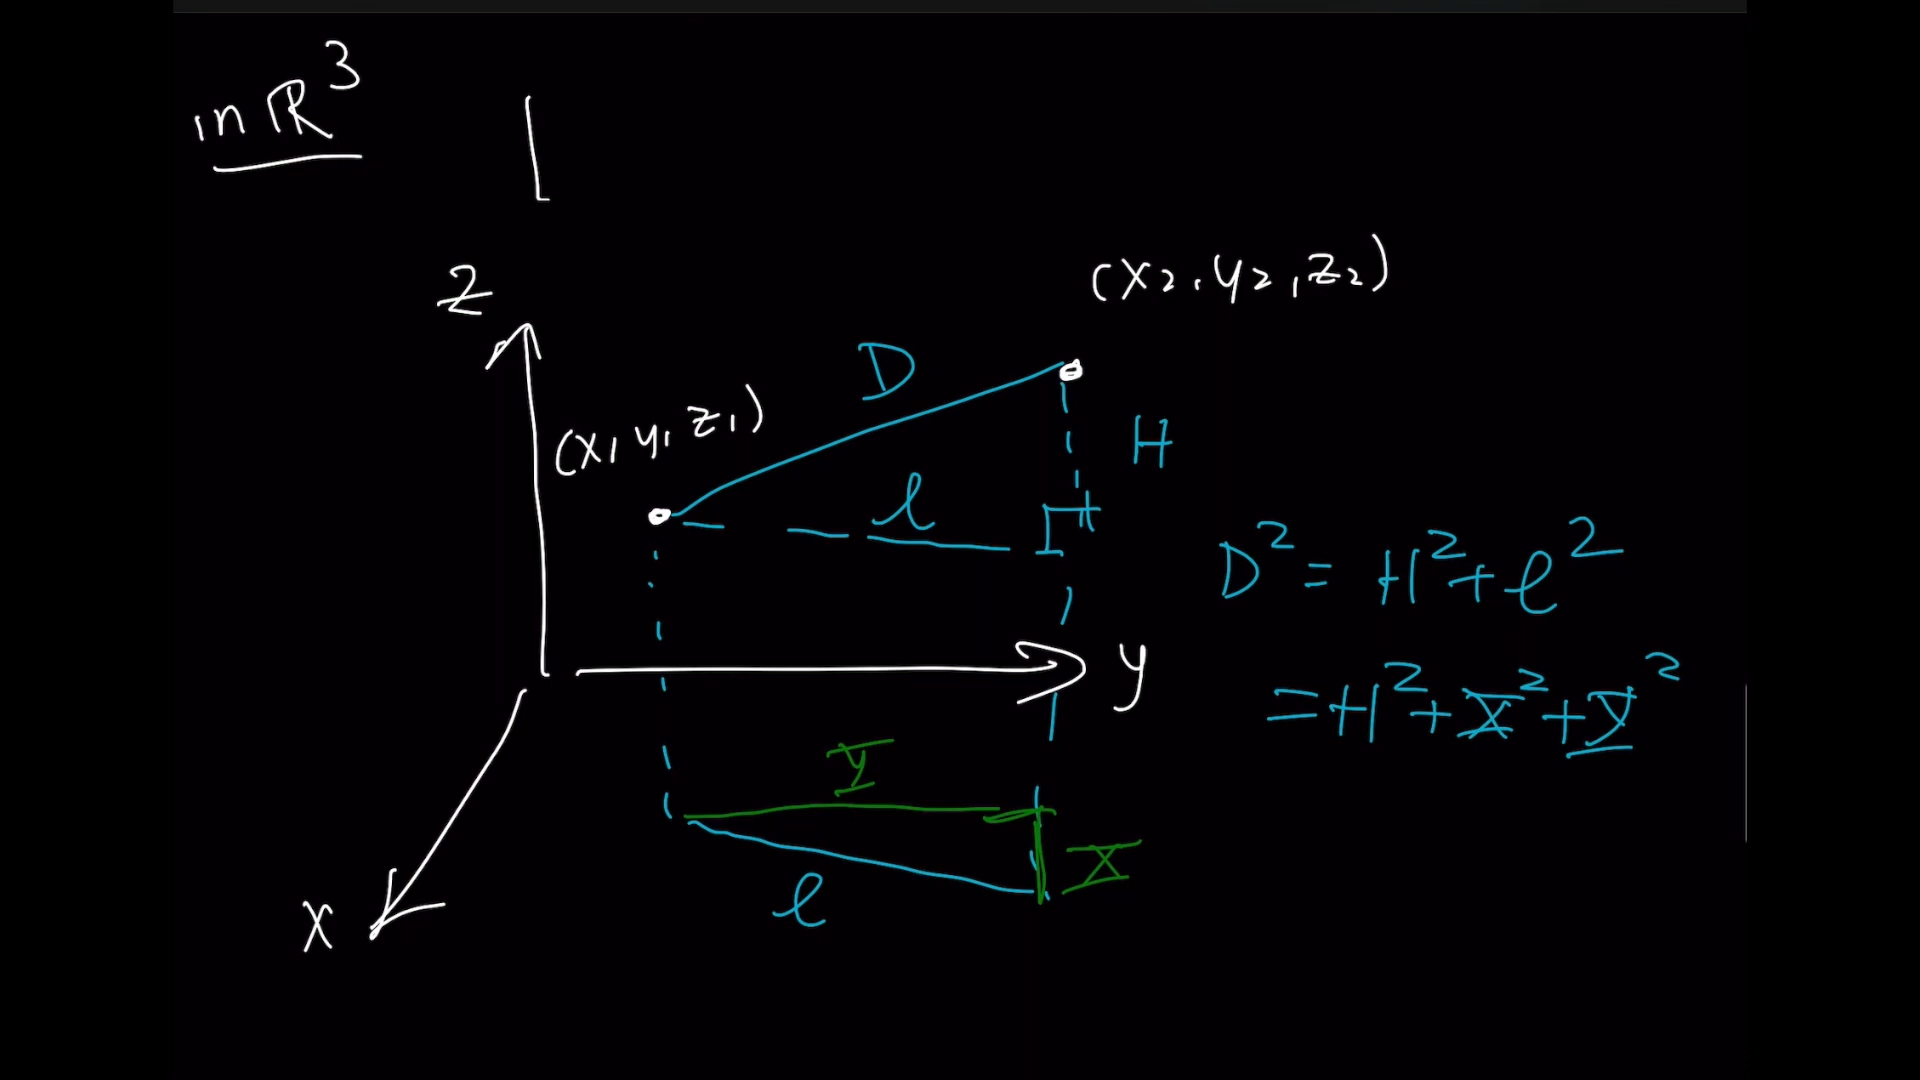 in ℝ³
z
(x₂, y₂, z₂)
D
(x₁ y₁ z₁)
H
l
D² = H² + l²
y
= H² + X² + Y²
Y
X
l
x